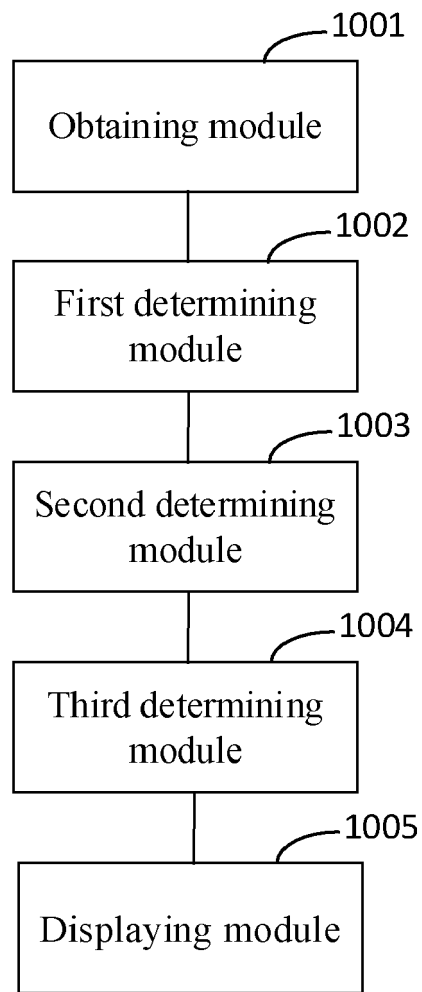 1001
Obtaining module
1002
First determining
module
1003
Second determining
module
1004
Third determining
module
1005
Displaying module